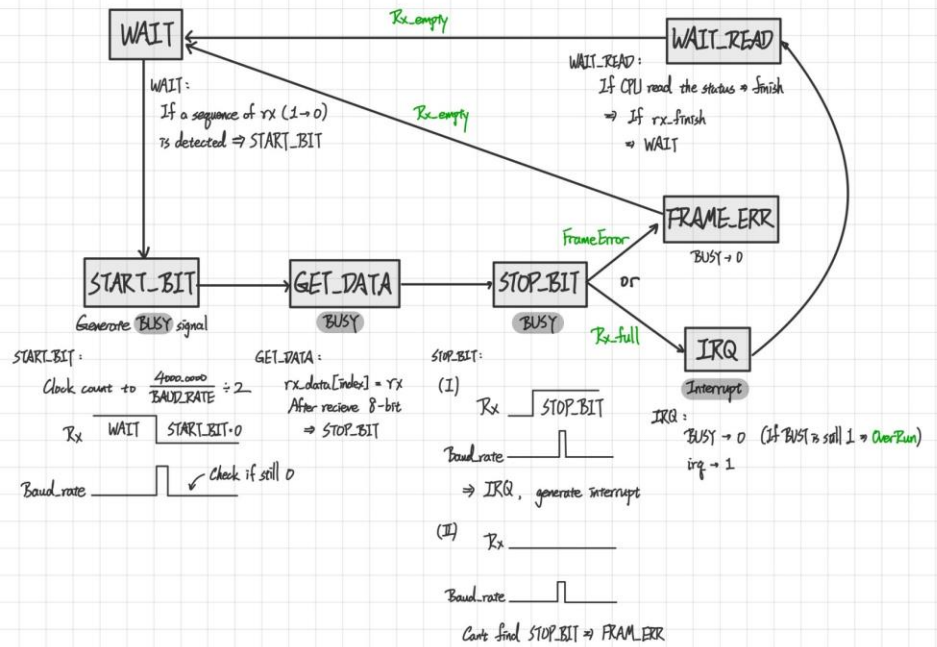 Rx_empty
WAIT
WAIT_READ
WAIT:
If a sequence of rx (1→0)
is detected ⇒ START_BIT
WAIT_READ:
If CPU read the status ⇒ finish
⇒ If rx_finish
⇒ WAIT
Rx_empty
FRAME_ERR
BUSY→0
FrameError
or
START_BIT
Generate BUSY signal
GET_DATA
BUSY
STOP_BIT
BUSY
Rx_full
IRQ
Interrupt
START_BIT:
Clock count to 4000.0000 / BAUD_RATE ÷ 2
Rx WAIT START_BIT=0
Baud_rate Check if still 0
GET_DATA:
rx_data[index] = rx
After recieve 8-bit
⇒ STOP_BIT
STOP_BIT:
(I)
Rx STOP_BIT
Baud_rate
⇒ IRQ, generate interrupt
(II)
Rx
Baud_rate
Can't find STOP_BIT ⇒ FRAM_ERR
IRQ:
BUSY → 0 (If BUSY is still 1 ⇒ OverRun)
irq → 1